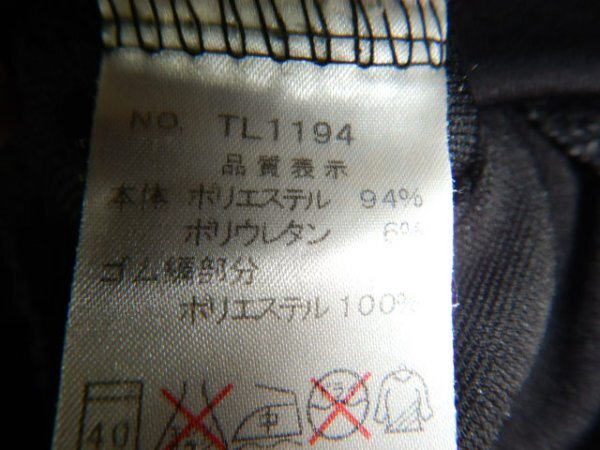 NO. TL1194
品質表示
本体 ポリエステル 94%
ポリウレタン 6%
ゴム編部分
ポリエステル 100%
40 中